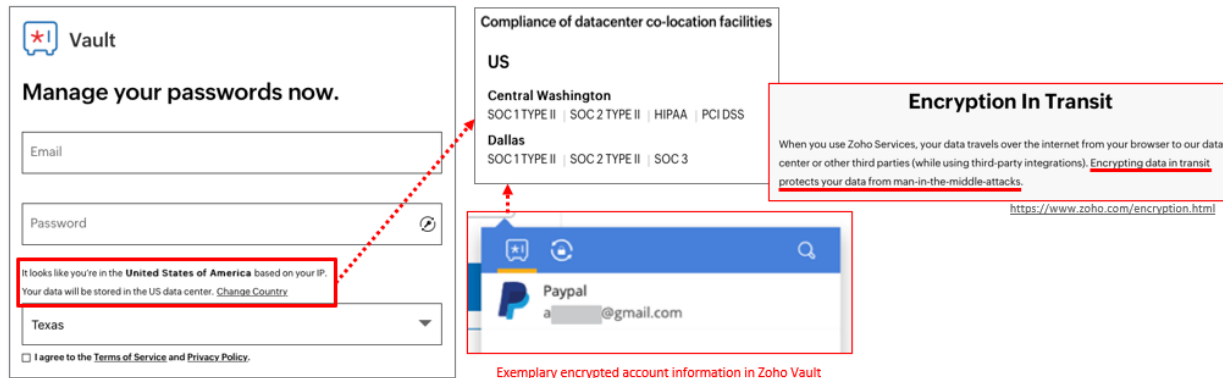 Vault
Manage your passwords now.
Email
Password
It looks like you're in the United States of America based on your IP.
Your data will be stored in the US data center. Change Country
Texas
I agree to the Terms of Service and Privacy Policy.
Compliance of datacenter co-location facilities
US
Central Washington
SOC 1 TYPE II | SOC 2 TYPE II | HIPAA | PCI DSS
Dallas
SOC 1 TYPE II | SOC 2 TYPE II | SOC 3
Paypal
a @gmail.com
Exemplary encrypted account information in Zoho Vault
Encryption In Transit
When you use Zoho Services, your data travels over the internet from your browser to our data
center or other third parties (while using third-party integrations). Encrypting data in transit
protects your data from man-in-the-middle-attacks.
https://www.zoho.com/encryption.html